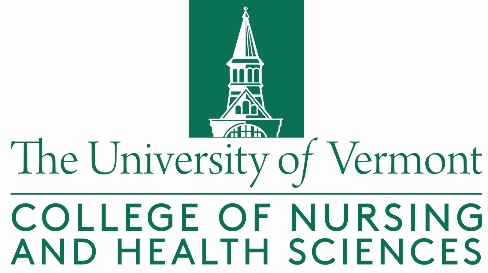 The University of Vermont
COLLEGE OF NURSING
AND HEALTH SCIENCES